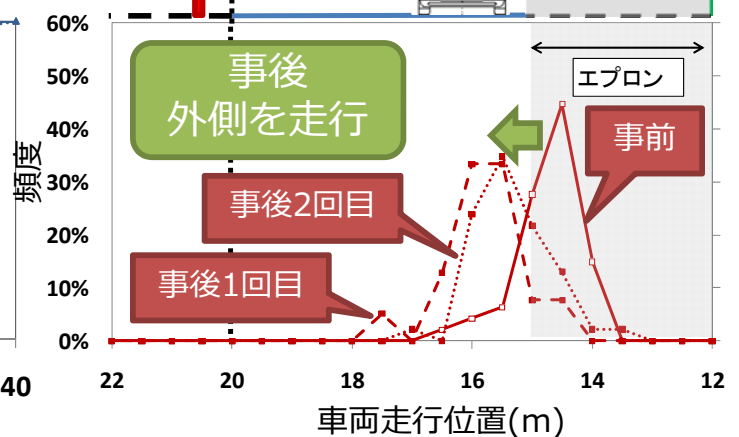 60%
50%
40%
30%
20%
10%
0%
頻度
事後
外側を走行
エプロン
事前
事後2回目
事後1回目
40
22 20 18 16 14 12
車両走行位置(m)